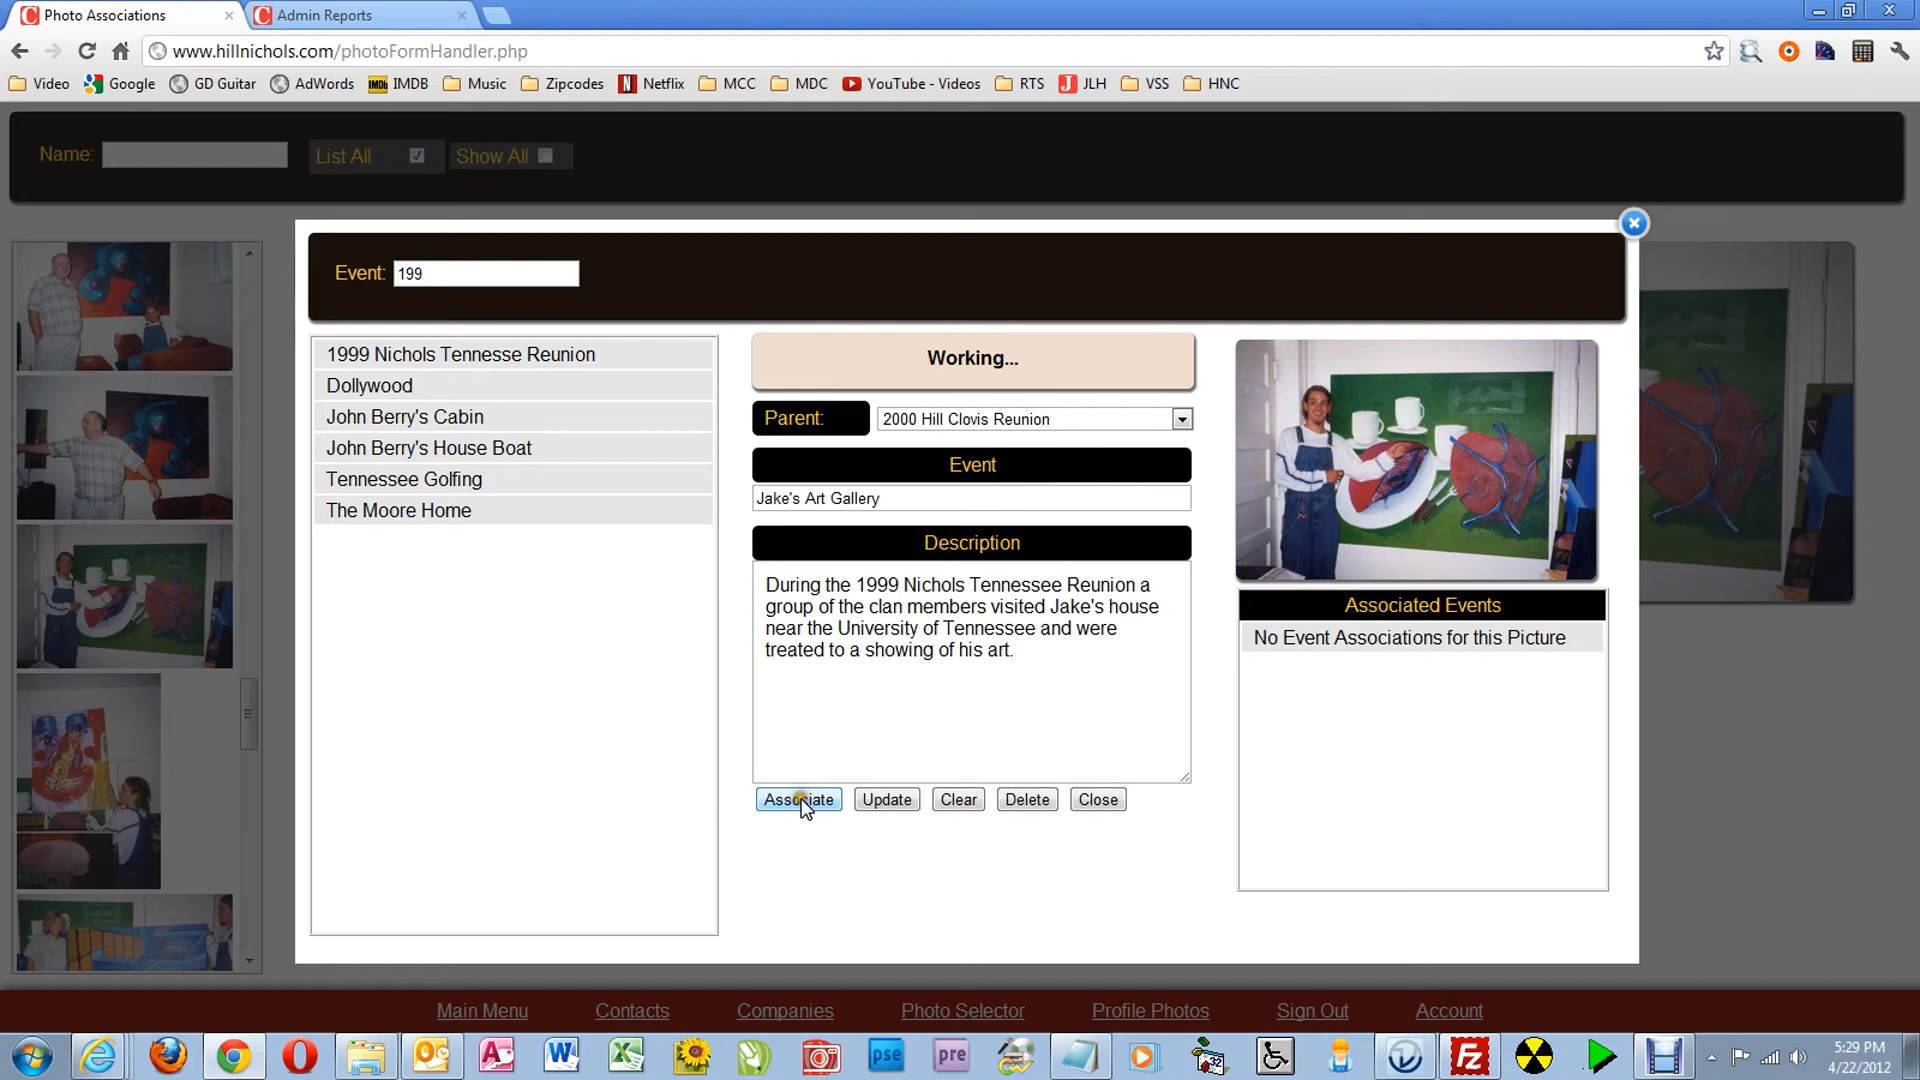 Photo Associations
Admin Reports
www.hillnichols.com/photoFormHandler.php
Video Google GD Guitar AdWords IMDb IMDB Music Zipcodes N Netflix MCC MDC YouTube - Videos RTS J JLH VSS HNC
Name: List All Show All
Event: 199
1999 Nichols Tennesse Reunion
Dollywood
John Berry's Cabin
John Berry's House Boat
Tennessee Golfing
The Moore Home
Working...
Parent: 2000 Hill Clovis Reunion
Event
Jake's Art Gallery
Description
During the 1999 Nichols Tennessee Reunion a
group of the clan members visited Jake's house
near the University of Tennessee and were
treated to a showing of his art.
Associate Update Clear Delete Close
Associated Events
No Event Associations for this Picture
Main Menu Contacts Companies Photo Selector Profile Photos Sign Out Account
pse pre 32 FZ
5:29 PM
4/22/2012